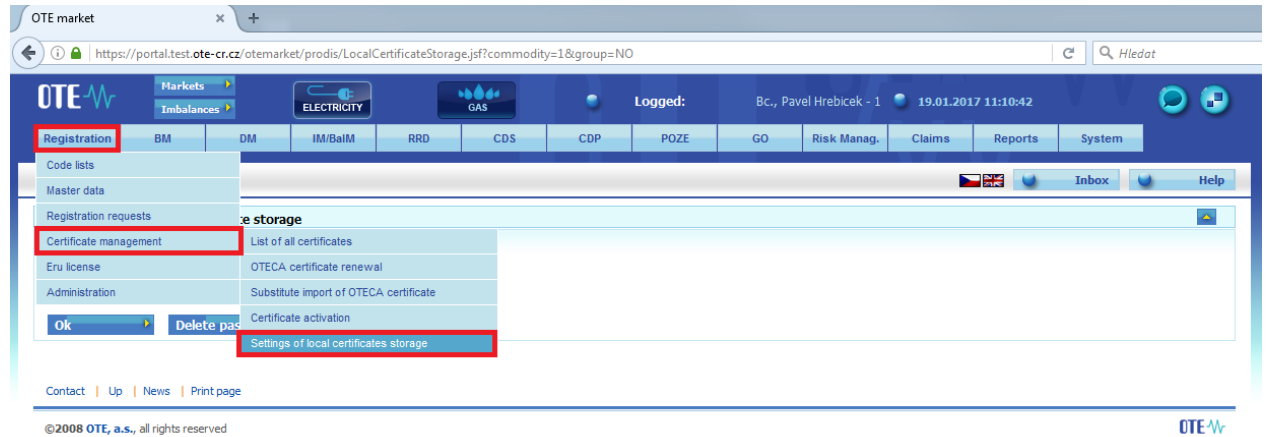 OTE market
https://portal.test.ote-cr.cz/otemarket/prodis/LocalCertificateStorage.jsf?commodity=1&group=NO
Hledat
OTE
Markets
Imbalances
ELECTRICITY
GAS
Logged:
Bc., Pavel Hrebicek - 1
19.01.2017 11:10:42
Registration BM DM IM/BalM RRD CDS CDP POZE GO Risk Manag. Claims Reports System
Code lists
Master data
Inbox Help
Registration requests
storage
Certificate management
List of all certificates
Eru license
OTECA certificate renewal
Administration
Substitute import of OTECA certificate
Ok
Delete
Certificate activation
Settings of local certificates storage
Contact | Up | News | Print page
©2008 OTE, a.s., all rights reserved
OTE